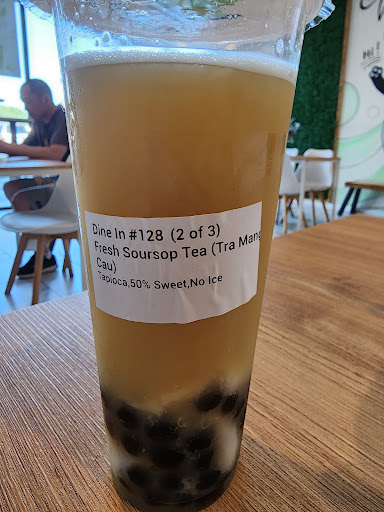 Dine In #128 (2 of 3)
Fresh Soursop Tea (Tra Mang
Cau)
Tapioca,50% Sweet,No Ice